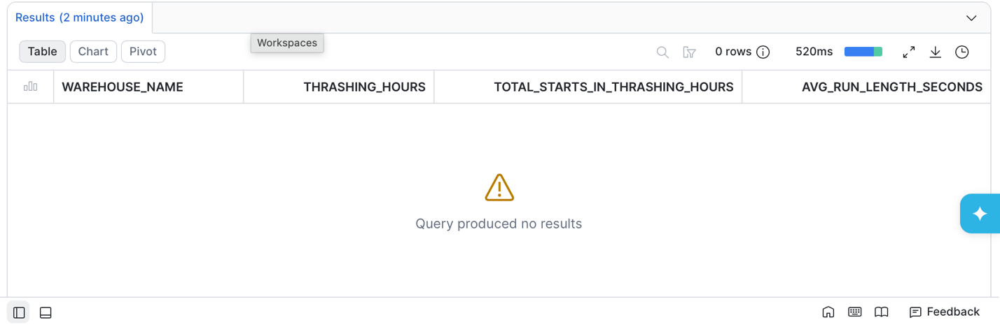 Results (2 minutes ago)
Workspaces
Table Chart Pivot 0 rows 520ms
WAREHOUSE_NAME THRASHING_HOURS TOTAL_STARTS_IN_THRASHING_HOURS AVG_RUN_LENGTH_SECONDS
Query produced no results
Feedback